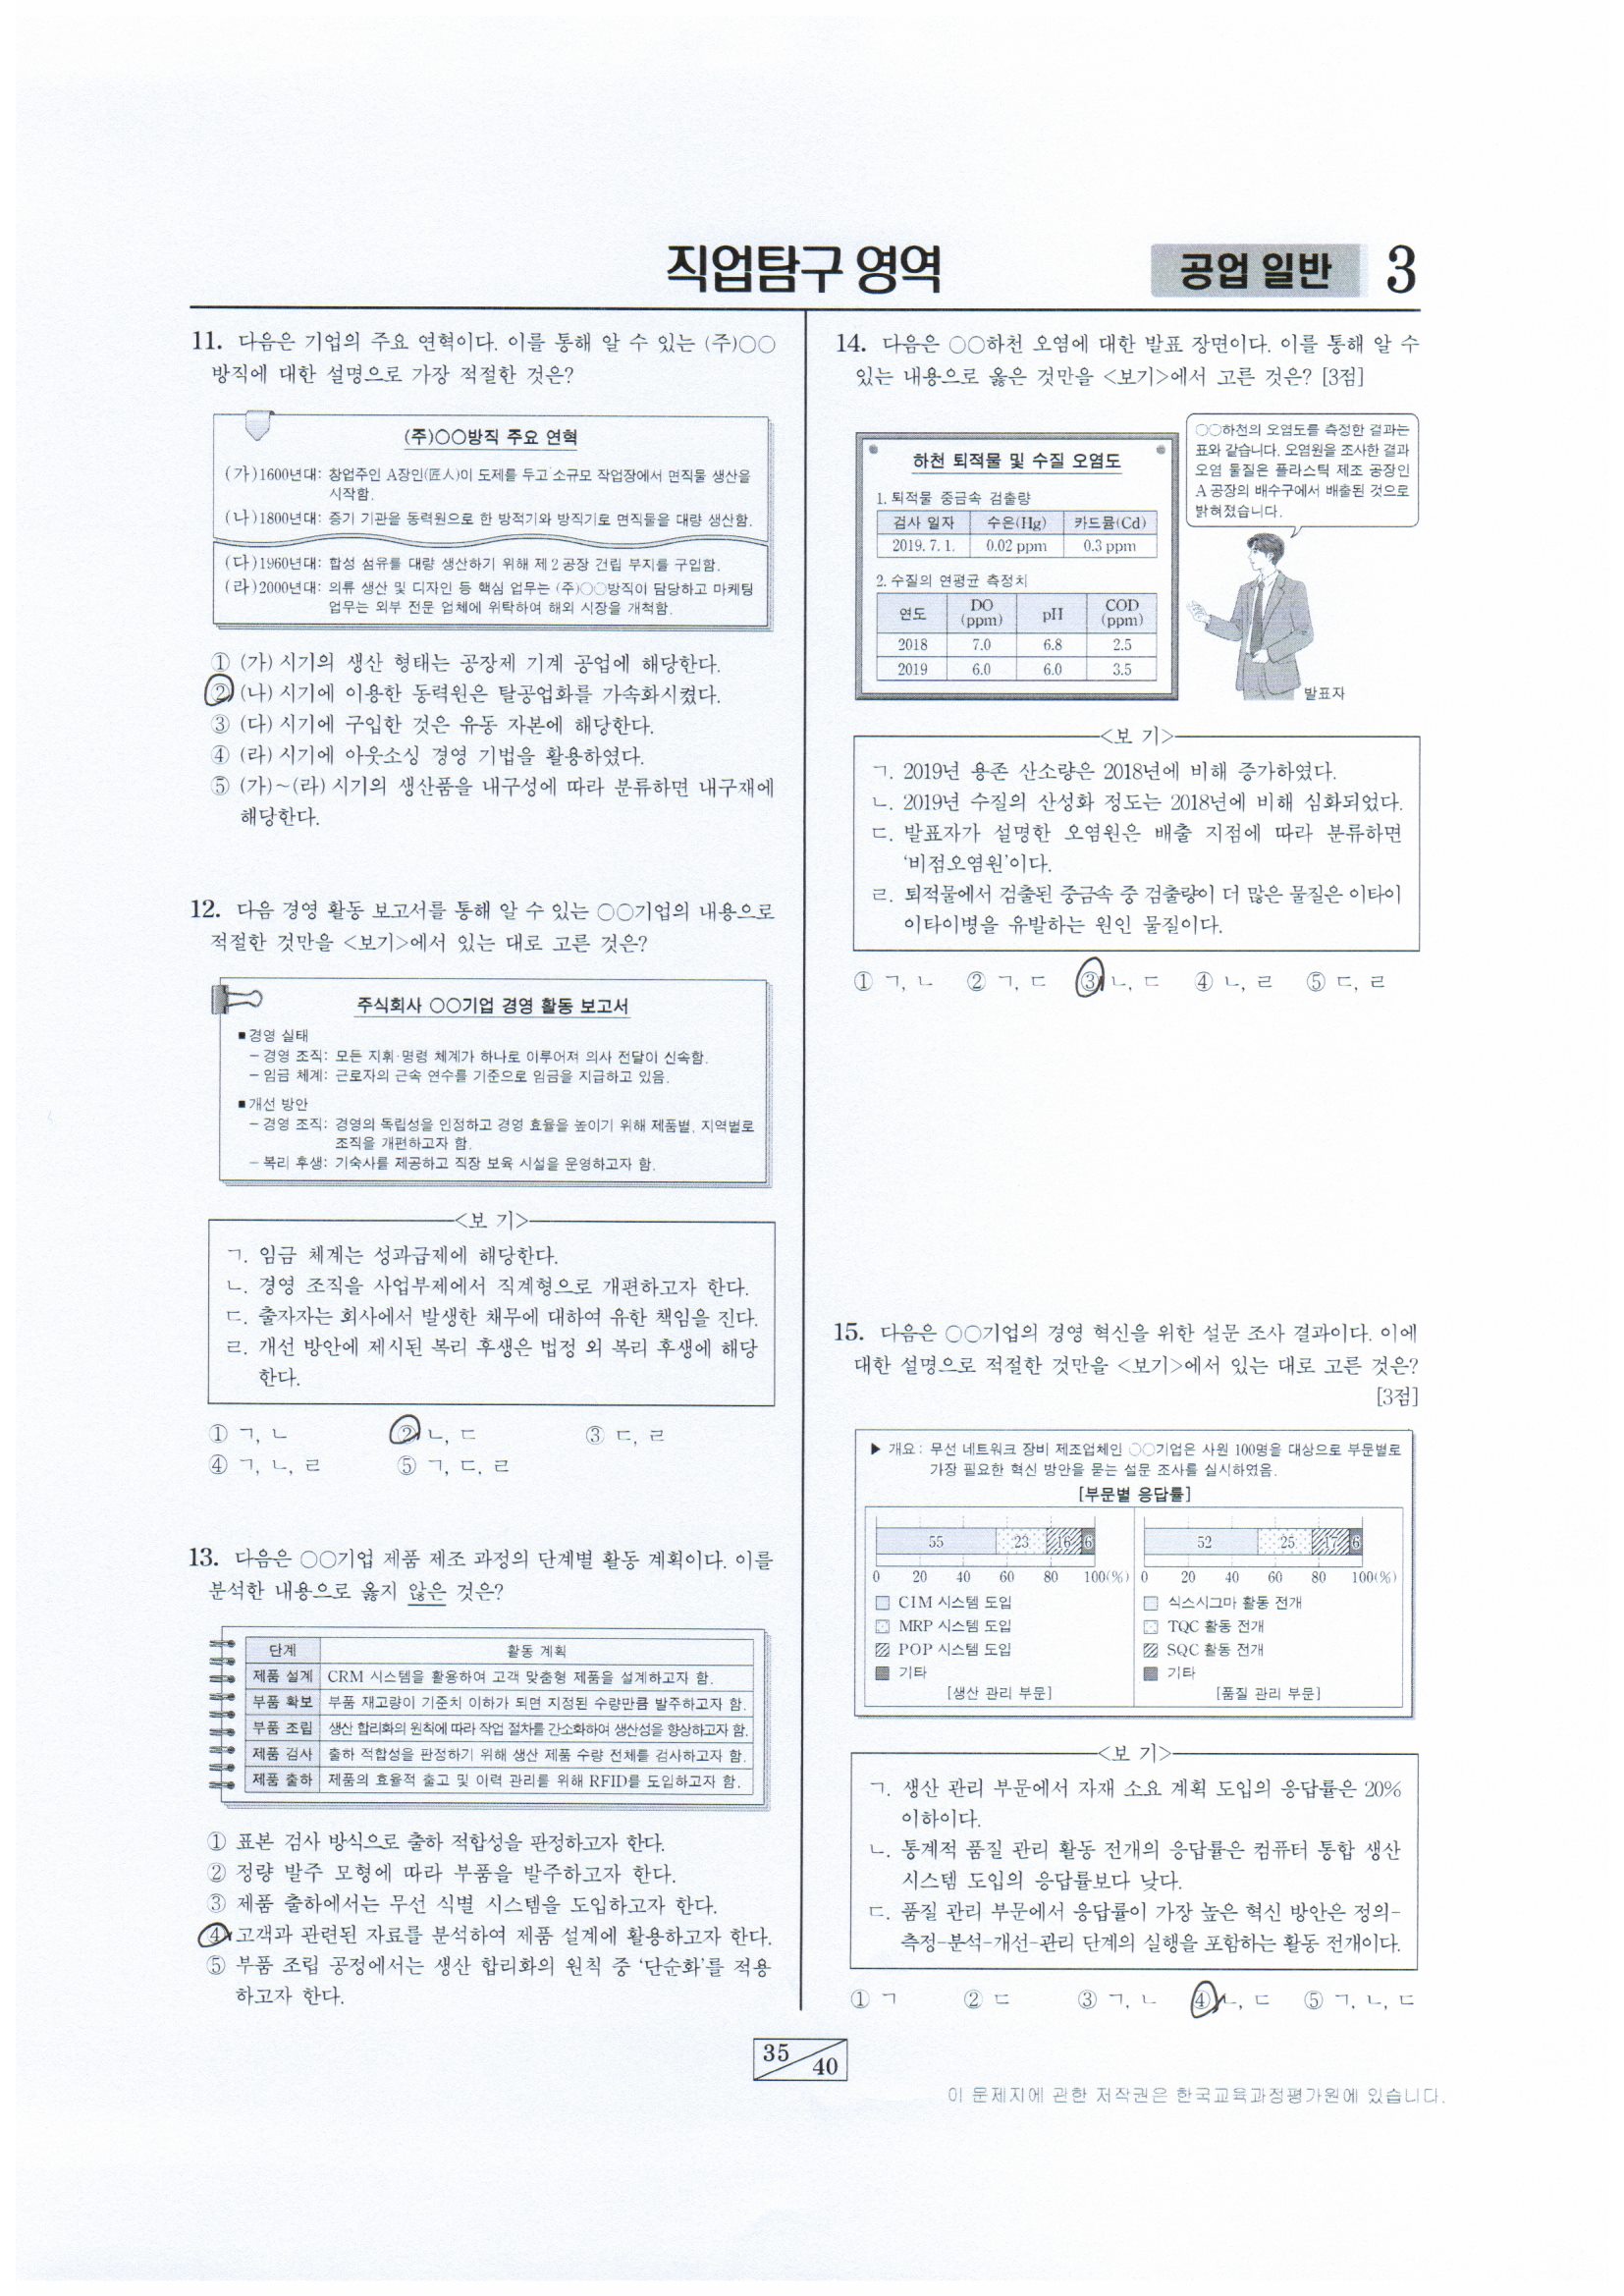 직업탐구 영역
공업 일반
3
11. 다음은 기업의 주요 연혁이다. 이를 통해 알 수 있는 (주)○○
방직에 대한 설명으로 가장 적절한 것은?
(주)○○방직 주요 연혁
(가)1600년대: 창업주인 A장인(匠人)이 도제를 두고 소규모 작업장에서 면직물 생산을
시작함.
(나)1800년대: 증기 기관을 동력원으로 한 방적기와 방직기로 면직물을 대량 생산함.
(다)1960년대: 합성 섬유를 대량 생산하기 위해 제2공장 건립 부지를 구입함.
(라)2000년대: 의류 생산 및 디자인 등 핵심 업무는 (주)○○방직이 담당하고 마케팅
업무는 외부 전문 업체에 위탁하여 해외 시장을 개척함.
① (가) 시기의 생산 형태는 공장제 기계 공업에 해당한다.
② (나) 시기에 이용한 동력원은 탈공업화를 가속화시켰다.
③ (다) 시기에 구입한 것은 유동 자본에 해당한다.
④ (라) 시기에 아웃소싱 경영 기법을 활용하였다.
⑤ (가)~(라) 시기의 생산품을 내구성에 따라 분류하면 내구재에
해당한다.
12. 다음 경영 활동 보고서를 통해 알 수 있는 ○○기업의 내용으로
적절한 것만을 <보기>에서 있는 대로 고른 것은?
주식회사 ○○기업 경영 활동 보고서
■ 경영 실태
- 경영 조직: 모든 지휘·명령 체계가 하나로 이루어져 의사 전달이 신속함.
- 임금 체계: 근로자의 근속 연수를 기준으로 임금을 지급하고 있음.
■ 개선 방안
- 경영 조직: 경영의 독립성을 인정하고 경영 효율을 높이기 위해 제품별, 지역별로
조직을 개편하고자 함.
- 복리 후생: 기숙사를 제공하고 직장 보육 시설을 운영하고자 함.
<보 기>
ㄱ. 임금 체계는 성과급제에 해당한다.
ㄴ. 경영 조직을 사업부제에서 직계형으로 개편하고자 한다.
ㄷ. 출자자는 회사에서 발생한 채무에 대하여 유한 책임을 진다.
ㄹ. 개선 방안에 제시된 복리 후생은 법정 외 복리 후생에 해당
한다.
① ㄱ, ㄴ ② ㄴ, ㄷ ③ ㄷ, ㄹ
④ ㄱ, ㄴ, ㄹ ⑤ ㄱ, ㄷ, ㄹ
13. 다음은 ○○기업 제품 제조 과정의 단계별 활동 계획이다. 이를
분석한 내용으로 옳지 않은 것은?
단계 활동 계획
제품 설계 CRM 시스템을 활용하여 고객 맞춤형 제품을 설계하고자 함.
부품 확보 부품 재고량이 기준치 이하가 되면 지정된 수량만큼 발주하고자 함.
부품 조립 생산 합리화의 원칙에 따라 작업 절차를 간소화하여 생산성을 향상하고자 함.
제품 검사 출하 적합성을 판정하기 위해 생산 제품 수량 전체를 검사하고자 함.
제품 출하 제품의 효율적 출고 및 이력 관리를 위해 RFID를 도입하고자 함.
① 표본 검사 방식으로 출하 적합성을 판정하고자 한다.
② 정량 발주 모형에 따라 부품을 발주하고자 한다.
③ 제품 출하에서는 무선 식별 시스템을 도입하고자 한다.
④ 고객과 관련된 자료를 분석하여 제품 설계에 활용하고자 한다.
⑤ 부품 조립 공정에서는 생산 합리화의 원칙 중 '단순화'를 적용
하고자 한다.
14. 다음은 ○○하천 오염에 대한 발표 장면이다. 이를 통해 알 수
있는 내용으로 옳은 것만을 <보기>에서 고른 것은? [3점]
하천 퇴적물 및 수질 오염도
1. 퇴적물 중금속 검출량
검사 일자 수은(Hg) 카드뮴(Cd)
2019. 7. 1. 0.02 ppm 0.3 ppm
2. 수질의 연평균 측정치
연도 DO (ppm) pH COD (ppm)
2018 7.0 6.8 2.5
2019 6.0 6.0 3.5
○○하천의 오염도를 측정한 결과는
표와 같습니다. 오염원을 조사한 결과
오염 물질은 플라스틱 제조 공장인
A 공장의 배수구에서 배출된 것으로
밝혀졌습니다.
발표자
<보 기>
ㄱ. 2019년 용존 산소량은 2018년에 비해 증가하였다.
ㄴ. 2019년 수질의 산성화 정도는 2018년에 비해 심화되었다.
ㄷ. 발표자가 설명한 오염원은 배출 지점에 따라 분류하면
'비점오염원'이다.
ㄹ. 퇴적물에서 검출된 중금속 중 검출량이 더 많은 물질은 이타이
이타이병을 유발하는 원인 물질이다.
① ㄱ, ㄴ ② ㄱ, ㄷ ③ ㄴ, ㄷ ④ ㄴ, ㄹ ⑤ ㄷ, ㄹ
15. 다음은 ○○기업의 경영 혁신을 위한 설문 조사 결과이다. 이에
대한 설명으로 적절한 것만을 <보기>에서 있는 대로 고른 것은?
[3점]
▶ 개요: 무선 네트워크 장비 제조업체인 ○○기업은 사원 100명을 대상으로 부문별로
가장 필요한 혁신 방안을 묻는 설문 조사를 실시하였음.
[부문별 응답률]
55 23 16 6
0 20 40 60 80 100(%)
CIM 시스템 도입
MRP 시스템 도입
POP 시스템 도입
기타
[생산 관리 부문]
52 25 17 6
0 20 40 60 80 100(%)
식스시그마 활동 전개
TQC 활동 전개
SQC 활동 전개
기타
[품질 관리 부문]
<보 기>
ㄱ. 생산 관리 부문에서 자재 소요 계획 도입의 응답률은 20%
이하이다.
ㄴ. 통계적 품질 관리 활동 전개의 응답률은 컴퓨터 통합 생산
시스템 도입의 응답률보다 낮다.
ㄷ. 품질 관리 부문에서 응답률이 가장 높은 혁신 방안은 정의-
측정-분석-개선-관리 단계의 실행을 포함하는 활동 전개이다.
① ㄱ ② ㄷ ③ ㄱ, ㄴ ④ ㄴ, ㄷ ⑤ ㄱ, ㄴ, ㄷ
35 40
이 문제지에 관한 저작권은 한국교육과정평가원에 있습니다.